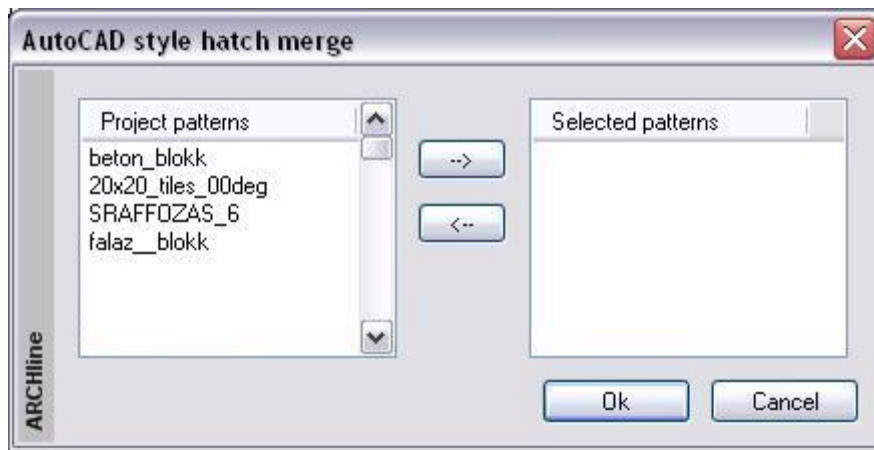 AutoCAD style hatch merge
Project patterns
beton_blokk
20x20_tiles_00deg
SRAFFOZAS_6
falaz__blokk
-->
<--
Selected patterns
Ok
Cancel
ARCHline